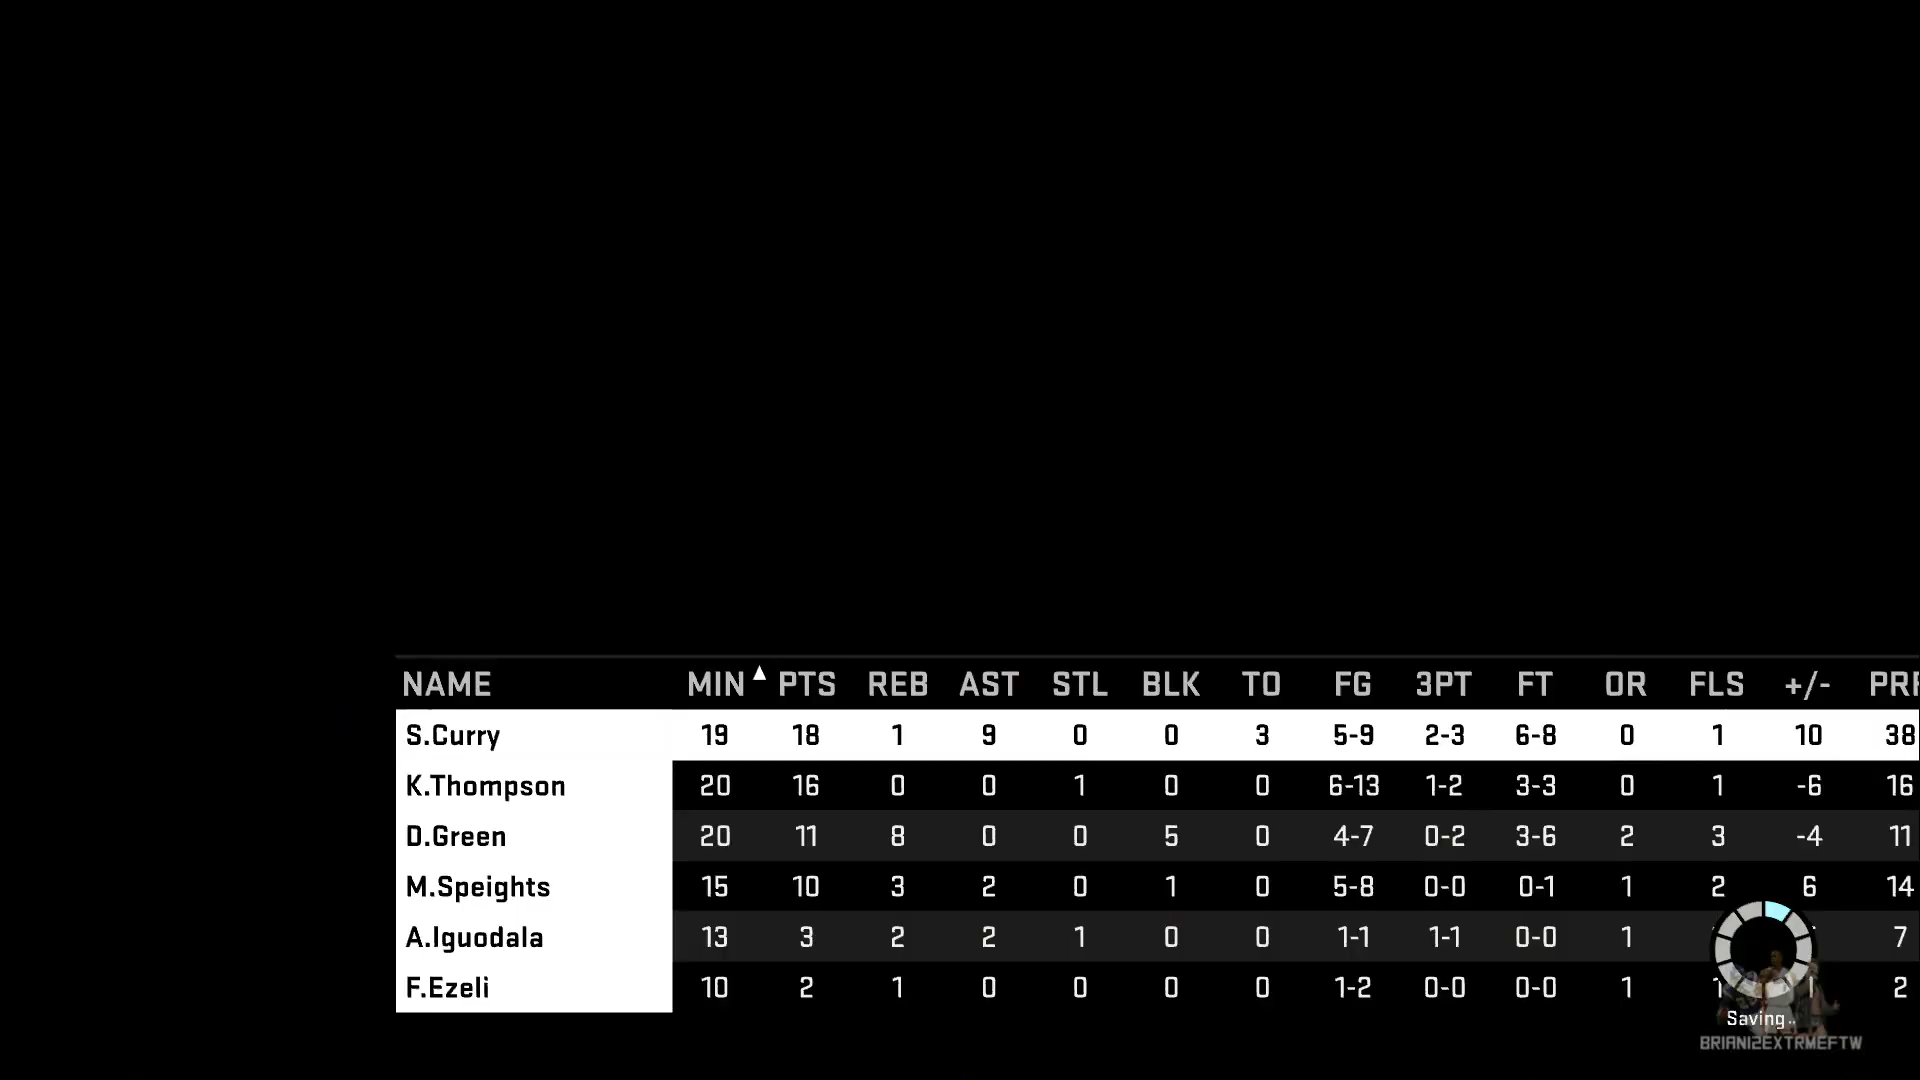 NAME MIN ▲ PTS REB AST STL BLK TO FG 3PT FT OR FLS +/- PRF
S.Curry 19 18 1 9 0 0 3 5-9 2-3 6-8 0 1 10 38
K.Thompson 20 16 0 0 1 0 0 6-13 1-2 3-3 0 1 -6 16
D.Green 20 11 8 0 0 5 0 4-7 0-2 3-6 2 3 -4 11
M.Speights 15 10 3 2 0 1 0 5-8 0-0 0-1 1 2 6 14
A.Iguodala 13 3 2 2 1 0 0 1-1 1-1 0-0 1 7
F.Ezeli 10 2 1 0 0 0 0 1-2 0-0 0-0 1 1 1 2
Saving..
BRIANI2EXTRMEFTW